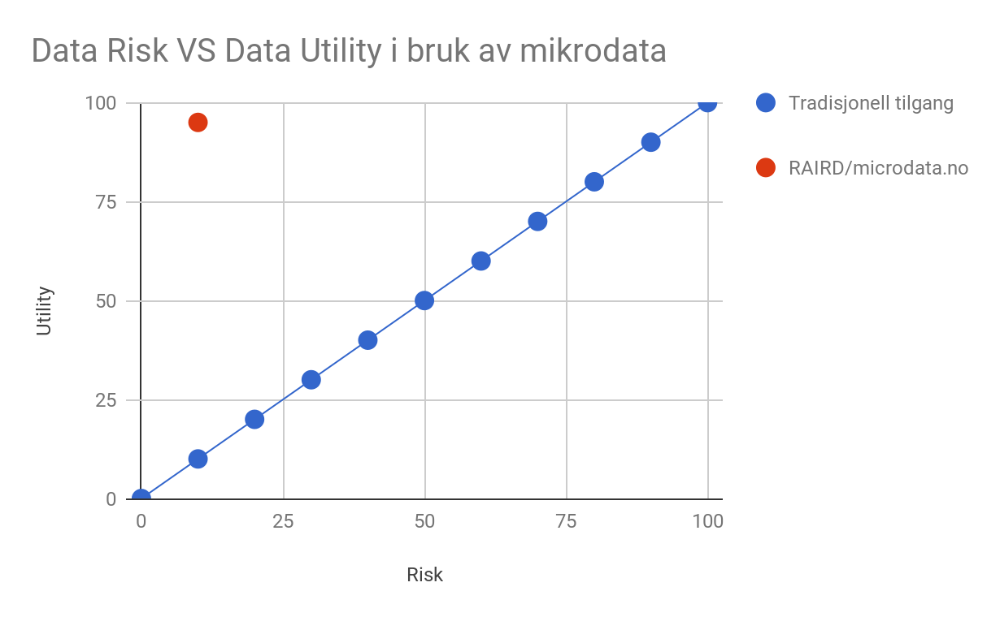 Data Risk VS Data Utility i bruk av mikrodata
100
75
50
25
0
Utility
0 25 50 75 100
Risk
Tradisjonell tilgang
RAIRD/microdata.no